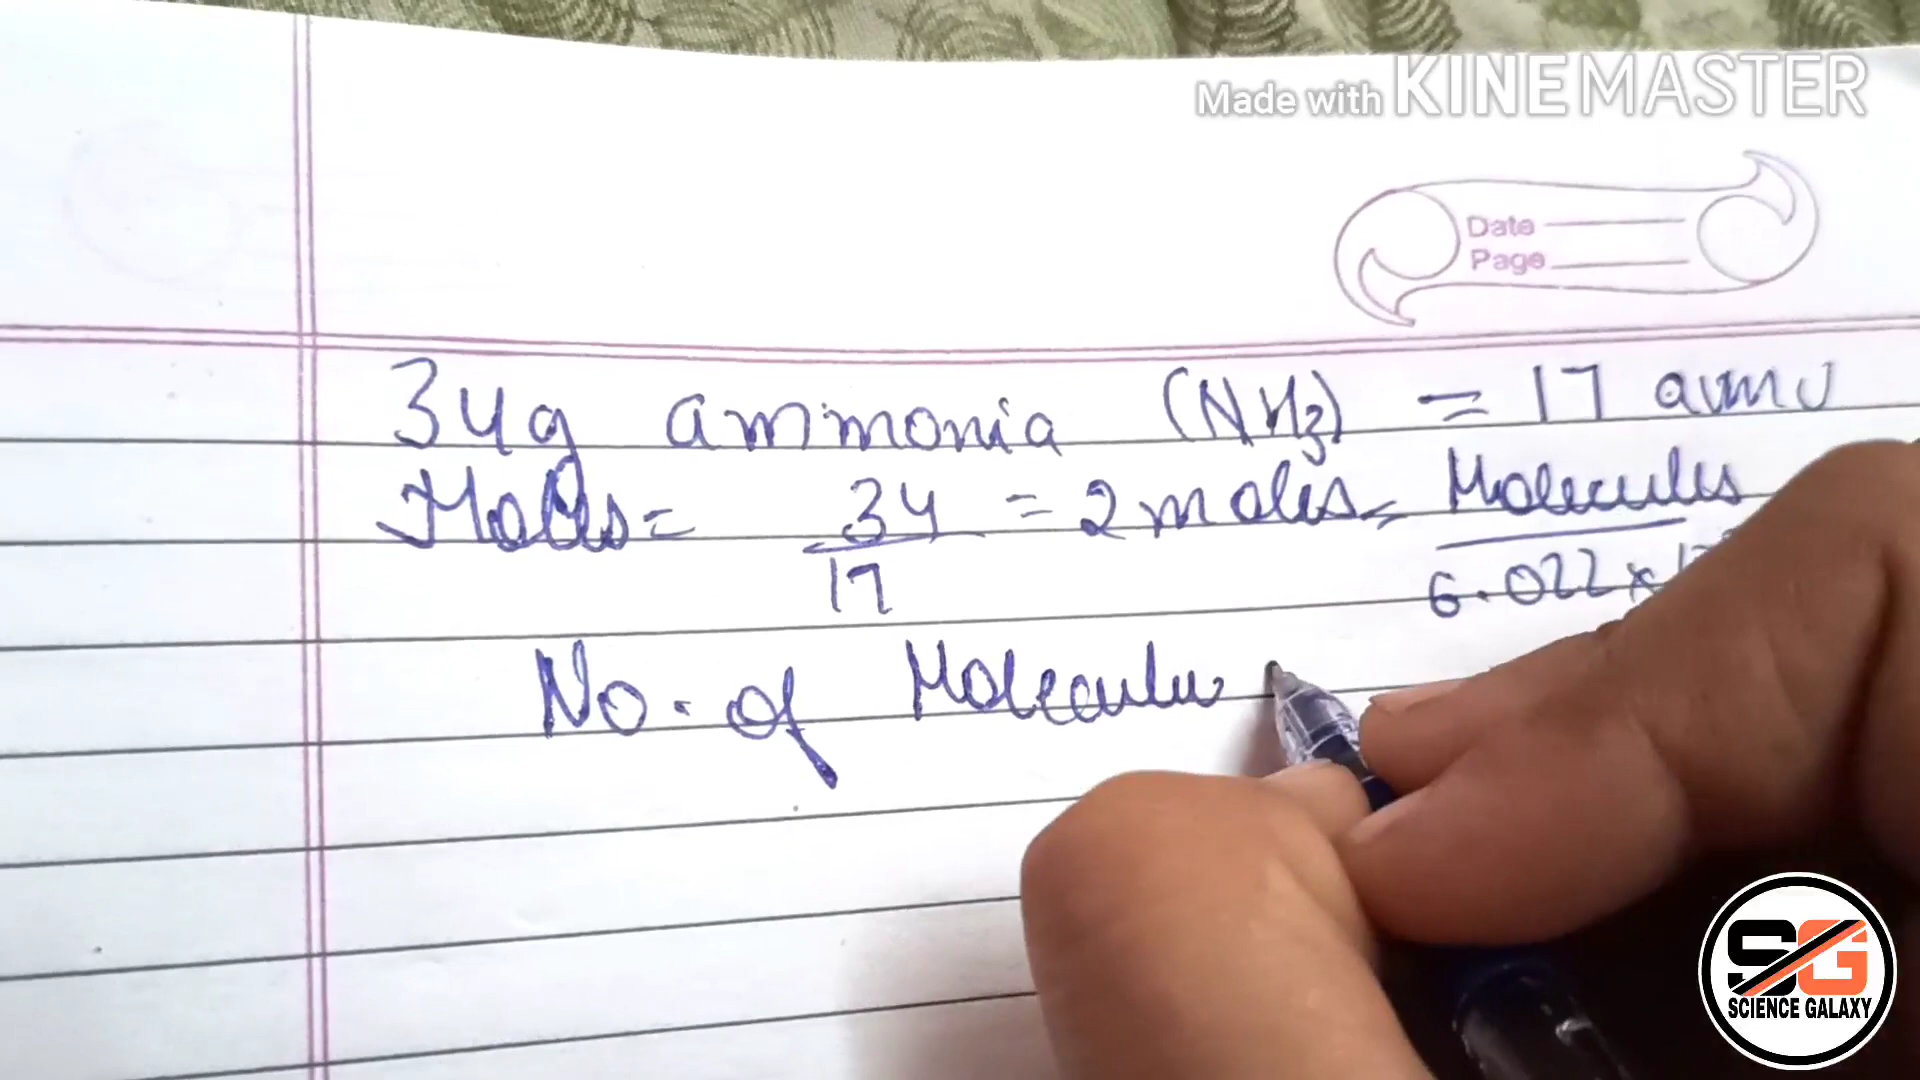 Made with KINEMASTER
Date
Page
34g ammonia (NH3) = 17 amu
Moles = 34/17 = 2 moles = Molecules/6.022 x
No. of Molecules
SG
SCIENCE GALAXY